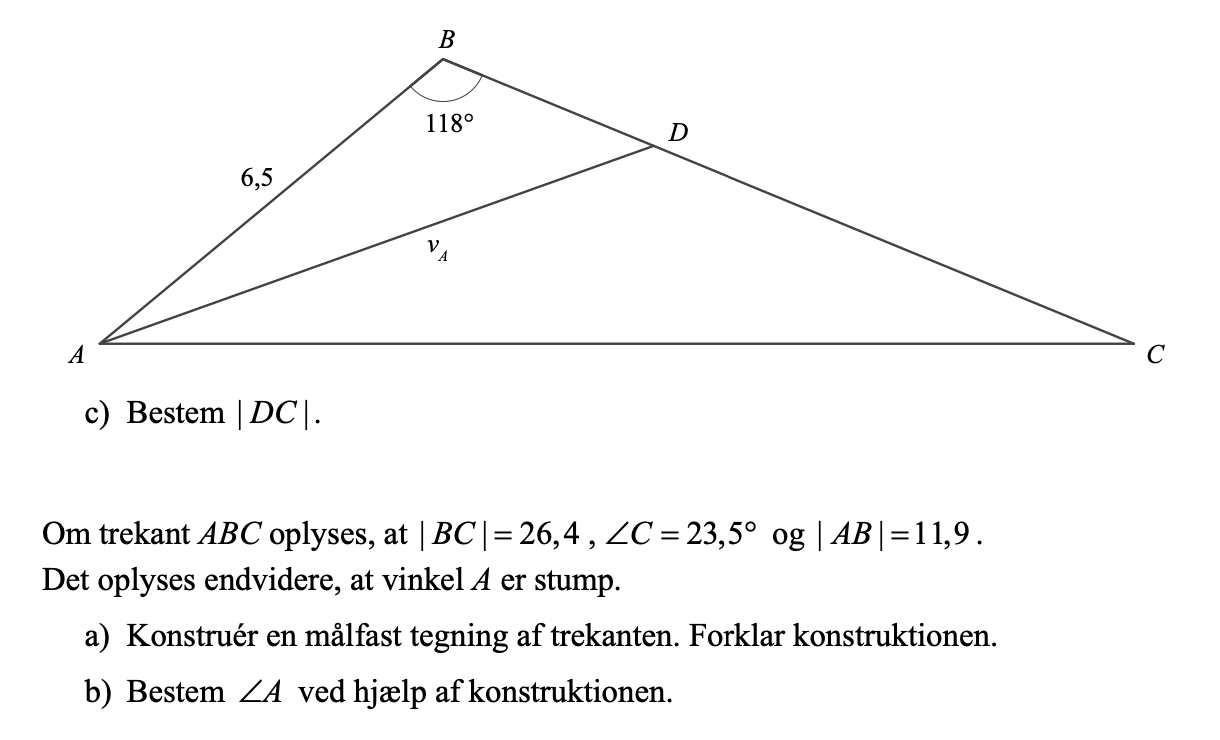 B
118°
D
6,5
v_A
A
C
c) Bestem | DC |.
Om trekant ABC oplyses, at | BC | = 26,4 , ∠C = 23,5° og | AB | = 11,9 .
Det oplyses endvidere, at vinkel A er stump.
a) Konstruér en målfast tegning af trekanten. Forklar konstruktionen.
b) Bestem ∠A ved hjælp af konstruktionen.